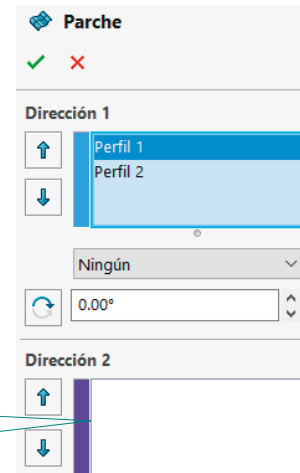 Parche
Dirección 1
Perfil 1
Perfil 2
Ningún
0.00°
Dirección 2